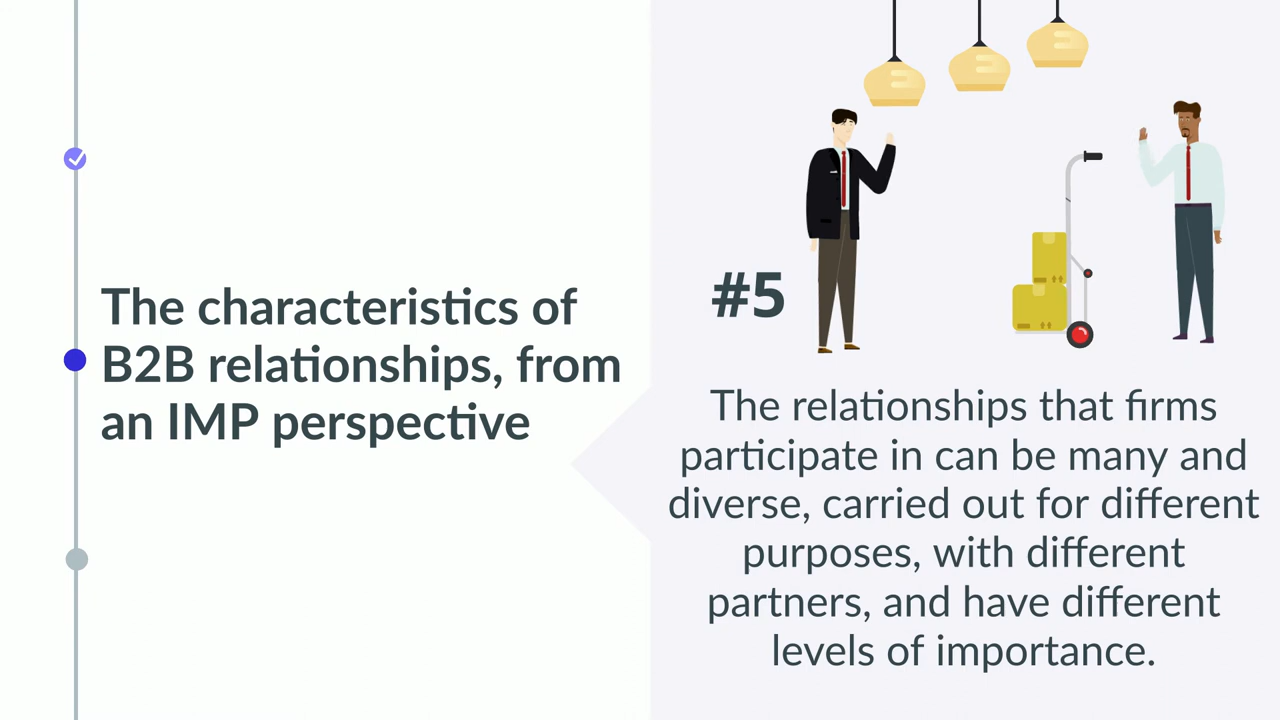 The characteristics of
B2B relationships, from
an IMP perspective
#5
The relationships that firms
participate in can be many and
diverse, carried out for different
purposes, with different
partners, and have different
levels of importance.